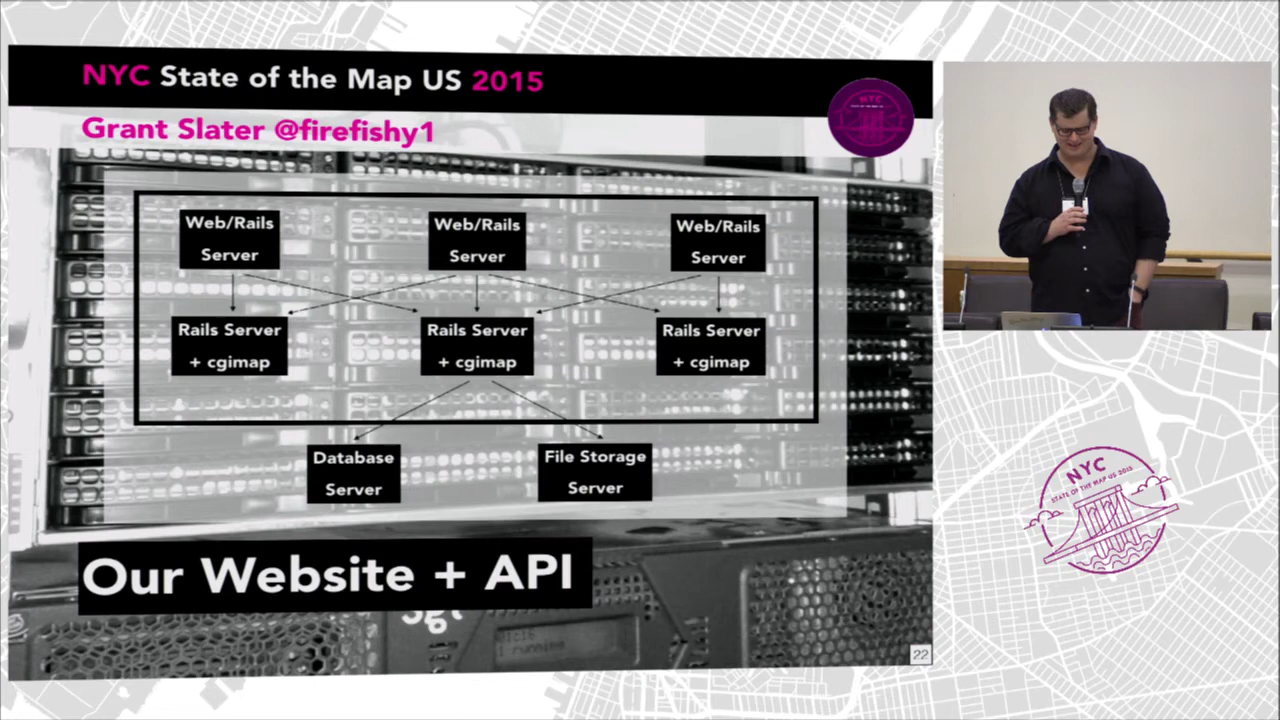 NYC State of the Map US 2015
Grant Slater @firefishy1
NYC
Web/Rails
Server
Web/Rails
Server
Web/Rails
Server
Rails Server
+ cgimap
Rails Server
+ cgimap
Rails Server
+ cgimap
Database
Server
File Storage
Server
Our Website + API
running
22
NYC
STATE OF THE MAP US 2015